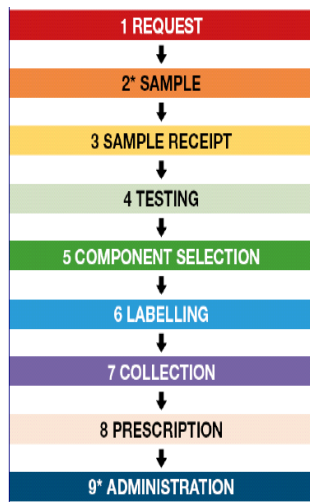 1 REQUEST
2* SAMPLE
3 SAMPLE RECEIPT
4 TESTING
5 COMPONENT SELECTION
6 LABELLING
7 COLLECTION
8 PRESCRIPTION
9* ADMINISTRATION